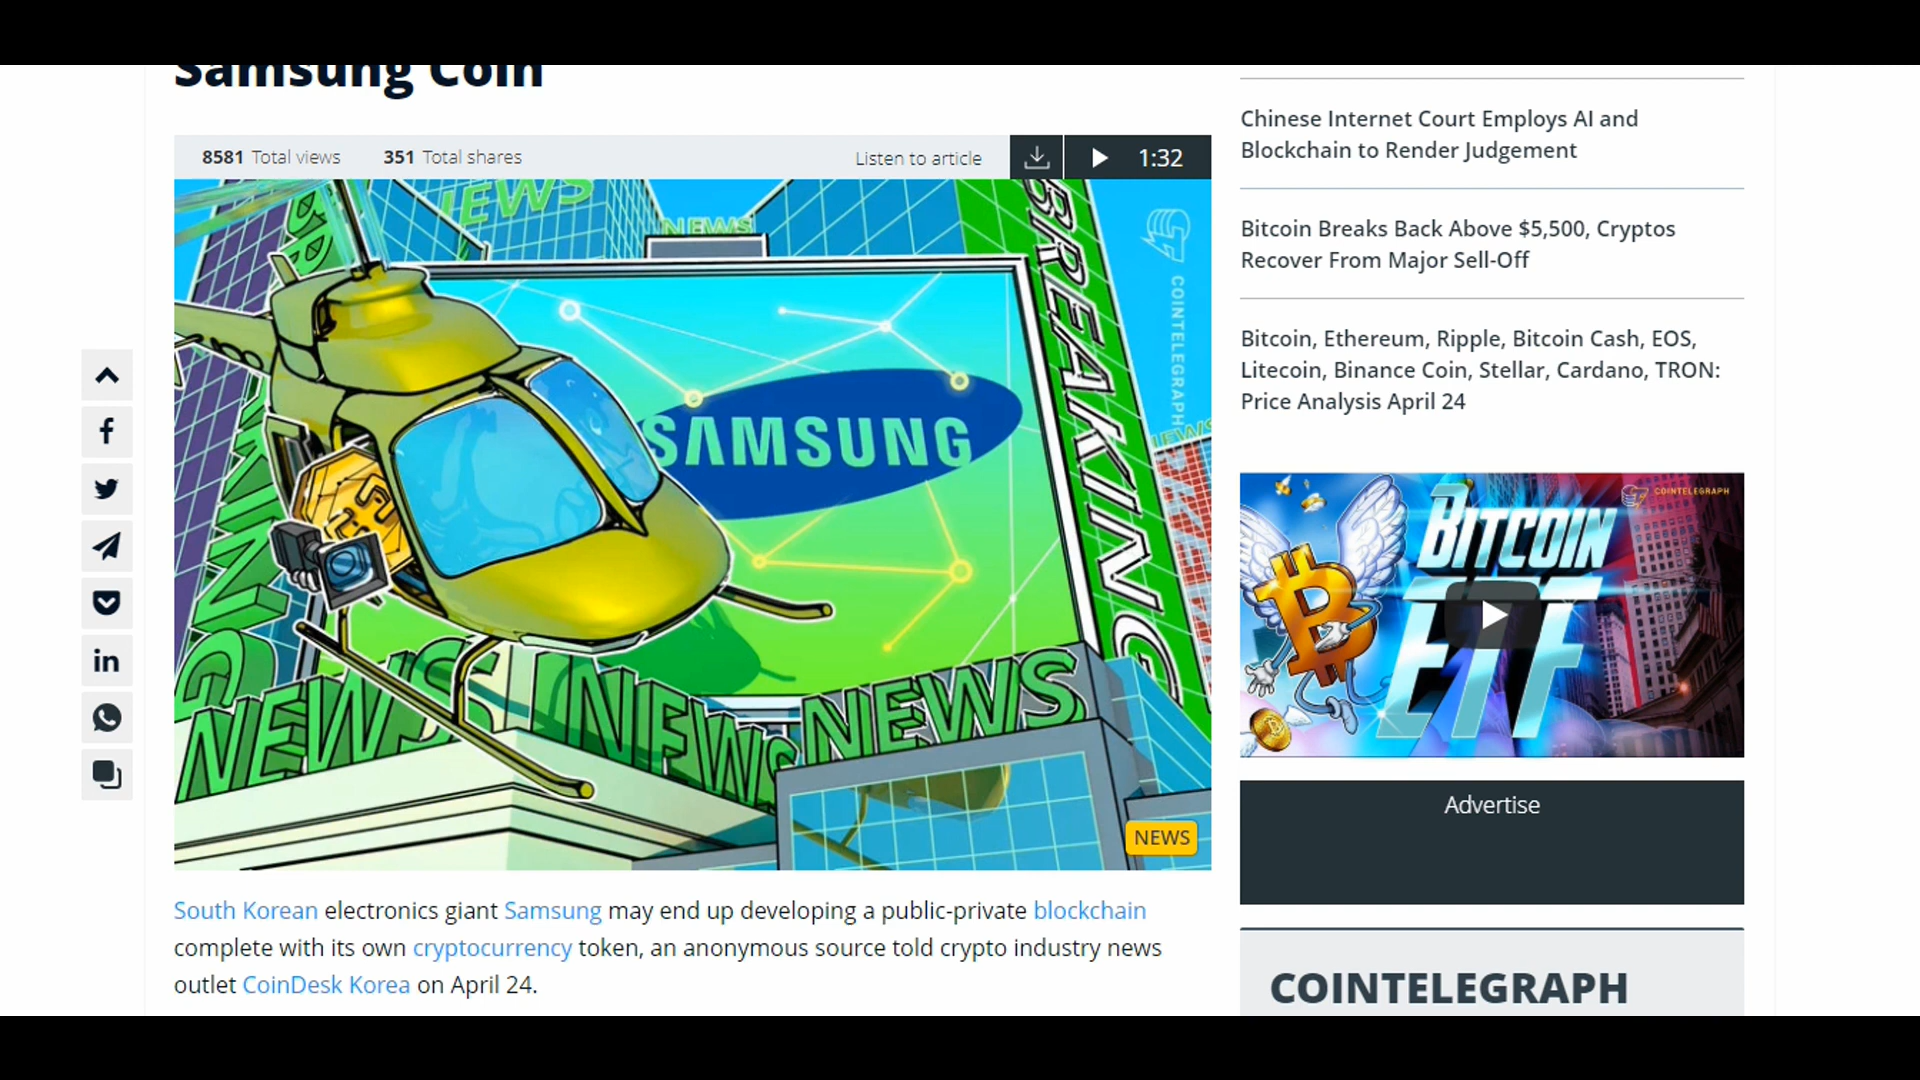 Samsung Coin
8581 Total views 351 Total shares Listen to article 1:32
NEWS
NEWS
BREAKING
COINTELEGRAPH
SAMSUNG
NEWS
NEWS NEWS NEWS
NEWS
South Korean electronics giant Samsung may end up developing a public-private blockchain
complete with its own cryptocurrency token, an anonymous source told crypto industry news
outlet CoinDesk Korea on April 24.
Chinese Internet Court Employs AI and
Blockchain to Render Judgement
Bitcoin Breaks Back Above $5,500, Cryptos
Recover From Major Sell-Off
Bitcoin, Ethereum, Ripple, Bitcoin Cash, EOS,
Litecoin, Binance Coin, Stellar, Cardano, TRON:
Price Analysis April 24
COINTELEGRAPH
BITCOIN
ETF
Advertise
COINTELEGRAPH